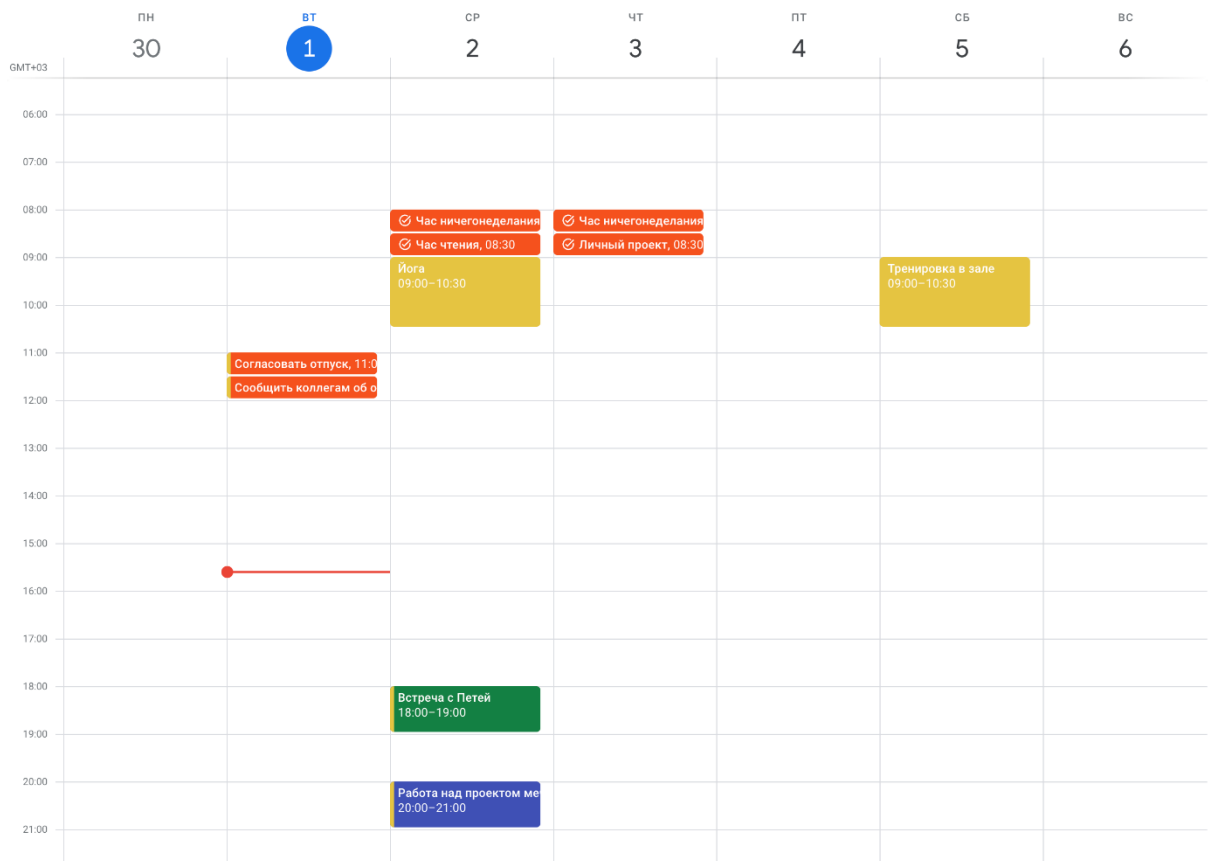 ПН ВТ СР ЧТ ПТ СБ ВС
30 1 2 3 4 5 6
GMT+03
06:00
07:00
08:00
Час ничегонеделания
Час ничегонеделания
Час чтения, 08:30
Личный проект, 08:30
09:00
Йога
09:00–10:30
Тренировка в зале
09:00–10:30
10:00
11:00
Согласовать отпуск, 11:0
Сообщить коллегам об о
12:00
13:00
14:00
15:00
16:00
17:00
18:00
Встреча с Петей
18:00–19:00
19:00
20:00
Работа над проектом ме
20:00–21:00
21:00